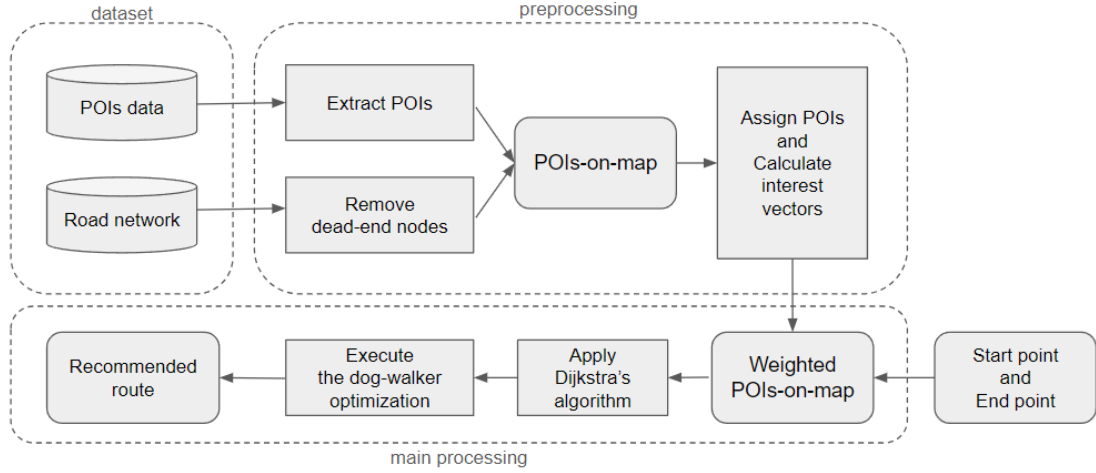 dataset
preprocessing
POIs data
Road network
Extract POIs
Remove
dead-end nodes
POIs-on-map
Assign POIs
and
Calculate
interest
vectors
Recommended
route
Execute
the dog-walker
optimization
Apply
Dijkstra's
algorithm
Weighted
POIs-on-map
Start point
and
End point
main processing